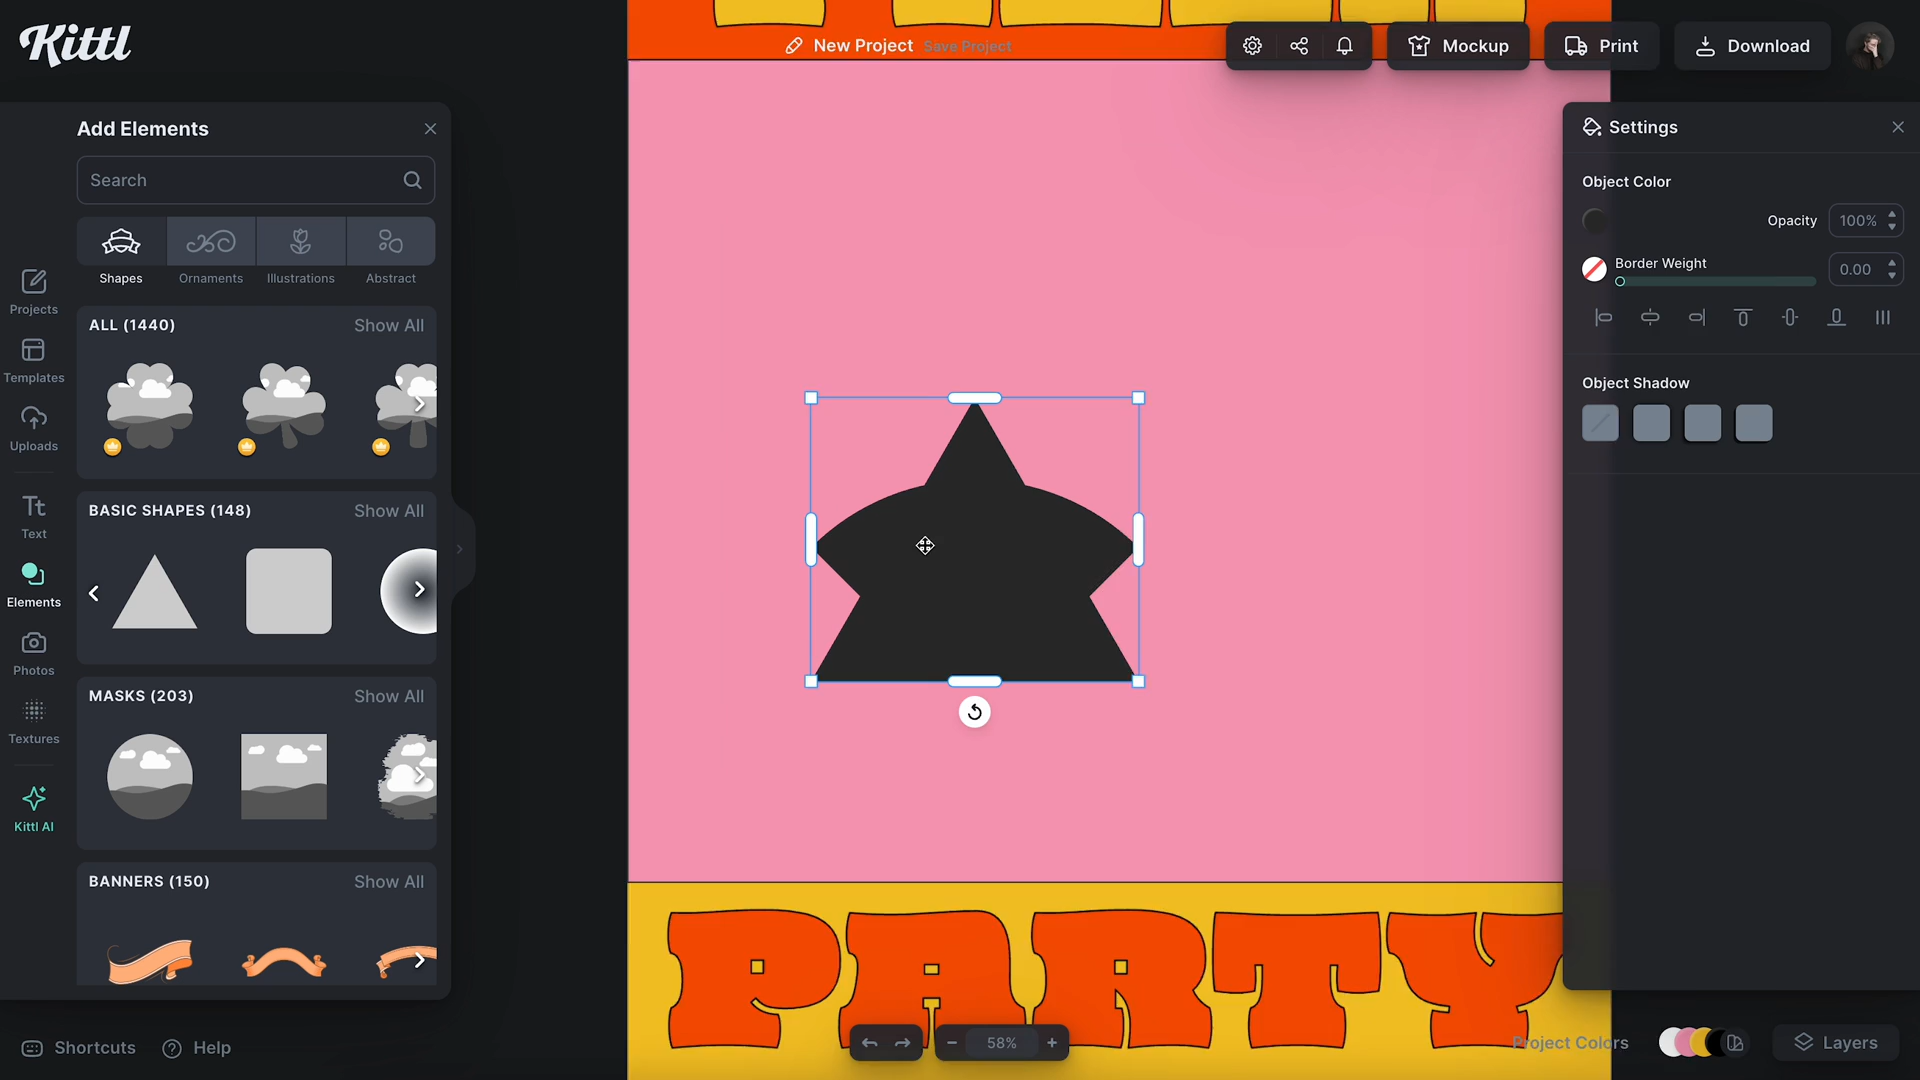 Kittl
New Project
Save Project
Mockup
Print
Download
Add Elements
Search
Shapes
Ornaments
Illustrations
Abstract
Projects
Templates
Uploads
Text
Elements
Photos
Textures
Kittl AI
ALL (1440)
Show All
BASIC SHAPES (148)
Show All
MASKS (203)
Show All
BANNERS (150)
Show All
Settings
Object Color
Opacity
100%
Border Weight
0.00
Object Shadow
PARTY
Shortcuts
Help
58%
Project Colors
Layers